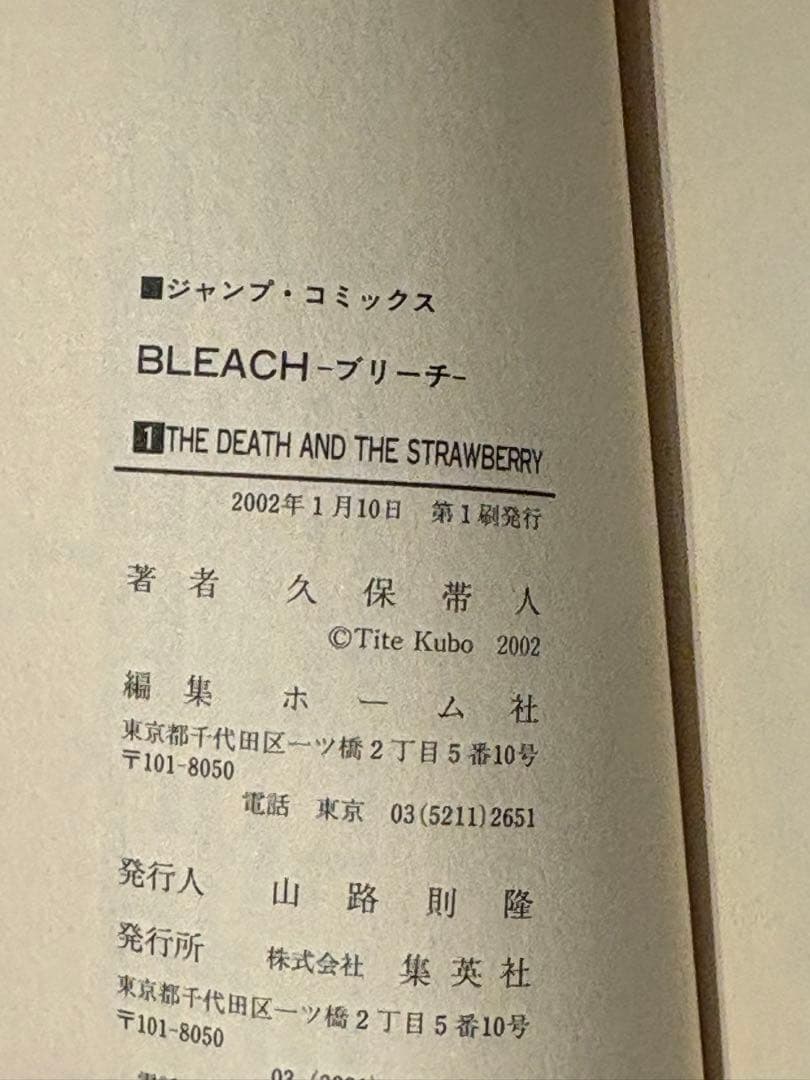 ■ジャンプ・コミックス
BLEACH -ブリーチ-
1 THE DEATH AND THE STRAWBERRY
2002年1月10日 第1刷発行
著者 久保帯人
©Tite Kubo 2002
編集 ホーム社
東京都千代田区一ツ橋2丁目5番10号
〒101-8050
電話 東京 03(5211)2651
発行人 山路則隆
発行所 株式会社 集英社
東京都千代田区一ツ橋2丁目5番10号
〒101-8050
03